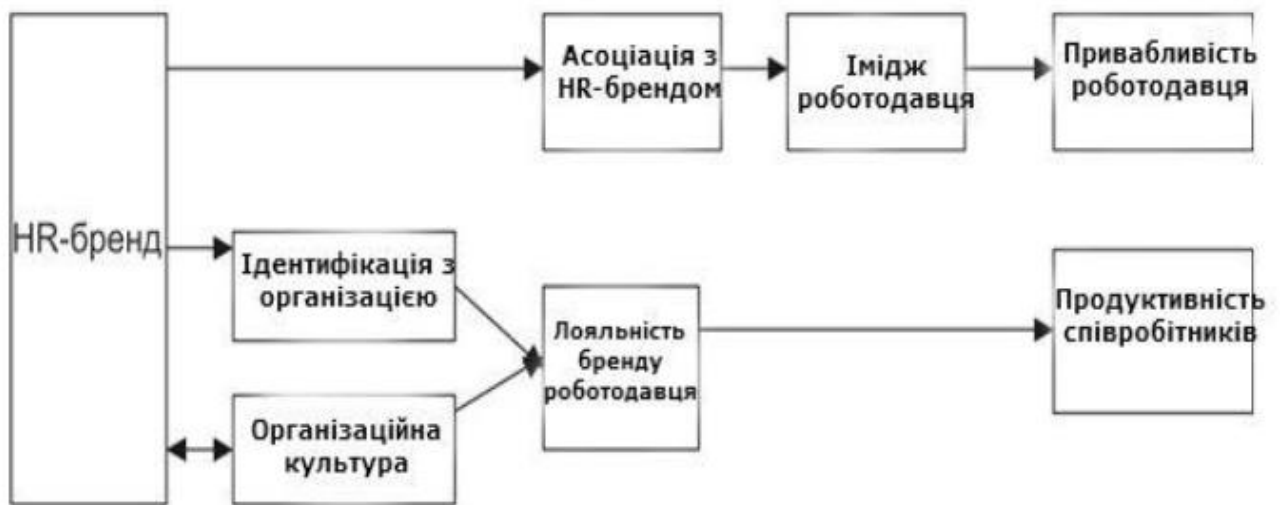 Асоціація з
HR-брендом
Імідж
роботодавця
Привабливість
роботодавця
HR-бренд
Ідентифікація з
організацією
Організаційна
культура
Лояльність
бренду
роботодавця
Продуктивність
співробітників